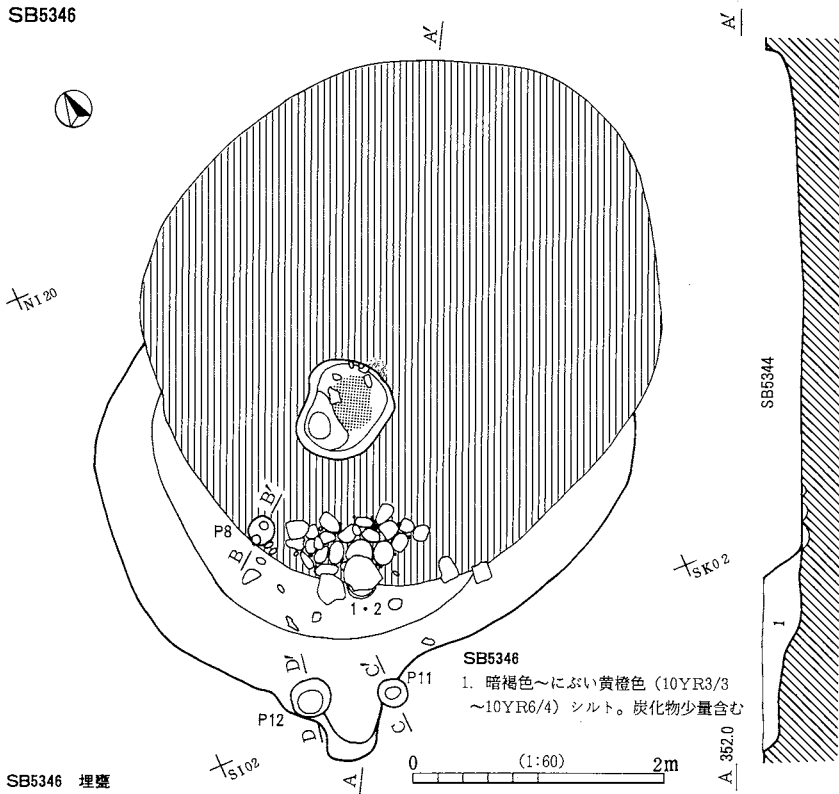 SB5346
A'
A'
NI20
SB5344
B'
P8
B
SK02
1・2
1
SB5346
1. 暗褐色～にぶい黄橙色 (10YR3/3
～10YR6/4) シルト。炭化物少量含む
D'
C'
P11
P12
D
C
SI02
A
0
(1:60)
2m
A 352.0
SB5346 埋甕